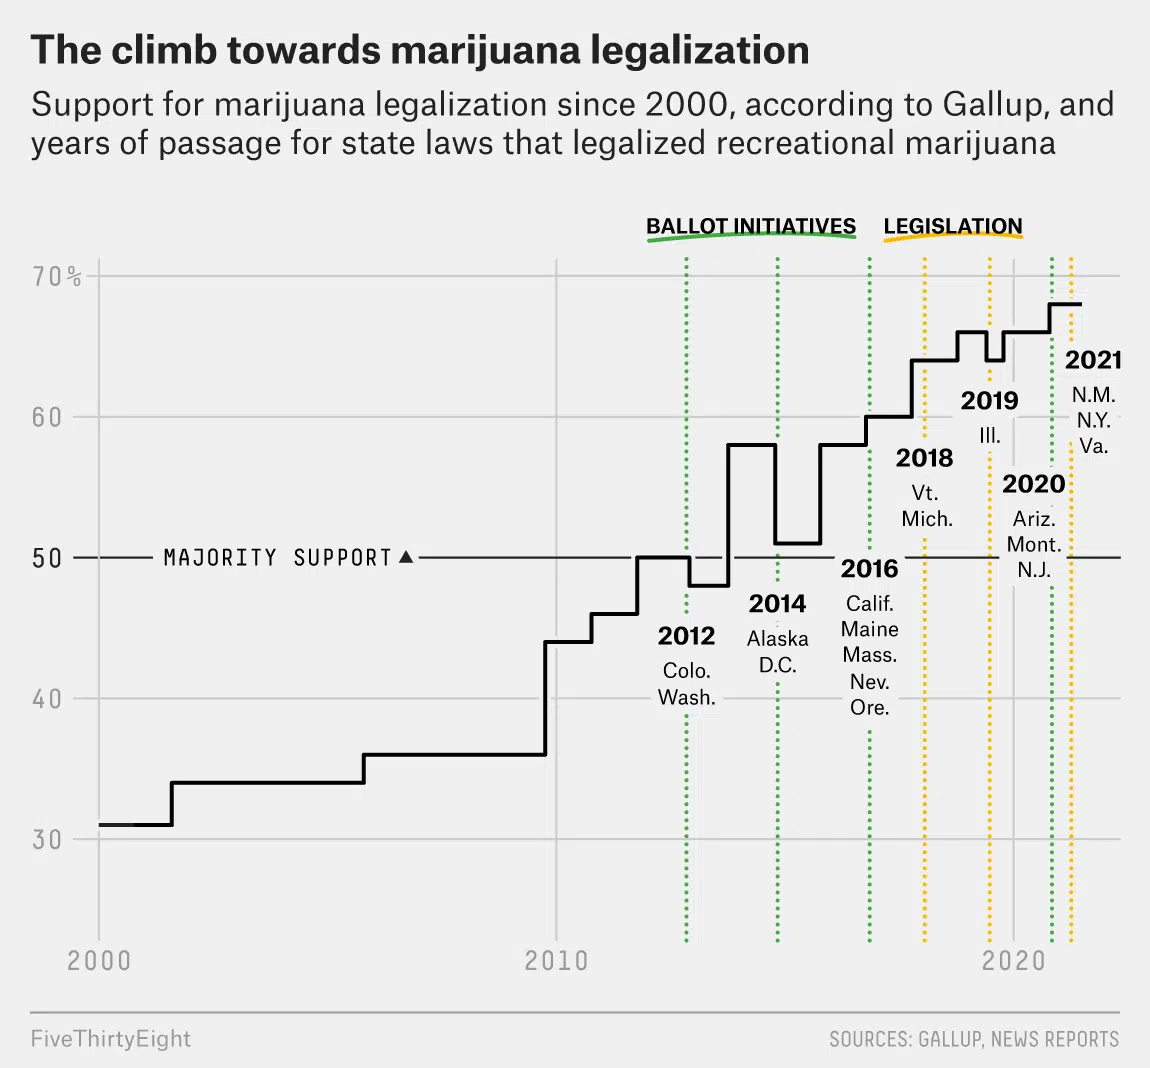 The climb towards marijuana legalization
Support for marijuana legalization since 2000, according to Gallup, and
years of passage for state laws that legalized recreational marijuana
BALLOT INITIATIVES
LEGISLATION
70%
60
50
40
30
MAJORITY SUPPORT ▲
2012
Colo.
Wash.
2014
Alaska
D.C.
2016
Calif.
Maine
Mass.
Nev.
Ore.
2018
Vt.
Mich.
2019
Ill.
2020
Ariz.
Mont.
N.J.
2021
N.M.
N.Y.
Va.
2000
2010
2020
FiveThirtyEight
SOURCES: GALLUP, NEWS REPORTS